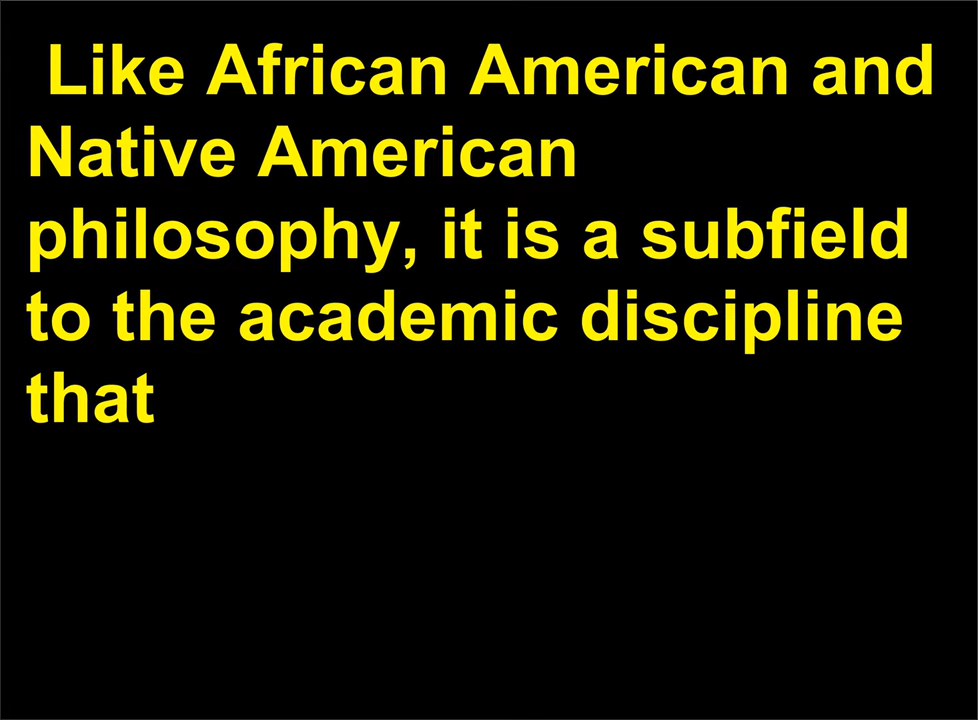 Like African American and
Native American
philosophy, it is a subfield
to the academic discipline
that